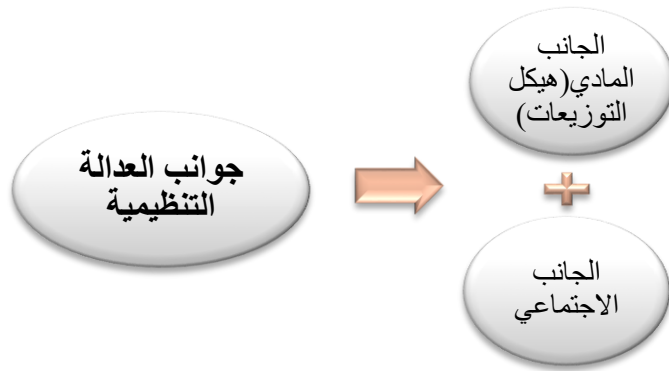 جوانب العدالة
التنظيمية
الجانب
المادي(هيكل
التوزيعات)
+
الجانب
الاجتماعي